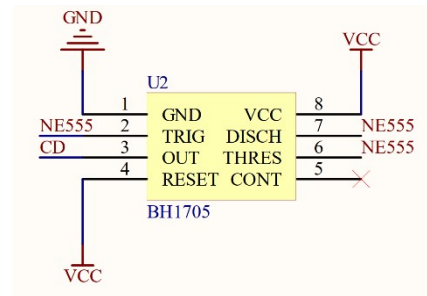 GND
VCC
U2
1 GND VCC 8
NE555 2 TRIG DISCH 7 NE555
CD 3 OUT THRES 6 NE555
4 RESET CONT 5
BH1705
VCC